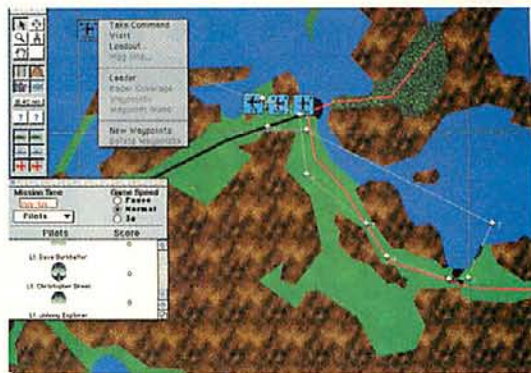 Take Command
Visit
Loadout...
Leader
Radar Coverage
Waypoints
New Waypoints
Delete Waypoints
Mission Time
Game Speed
Pause
Normal
Pilots
Pilots Score
0
Lt. Dave Burkhalter
0
Lt. Christopher Street
0
Lt. Johnny Explorer